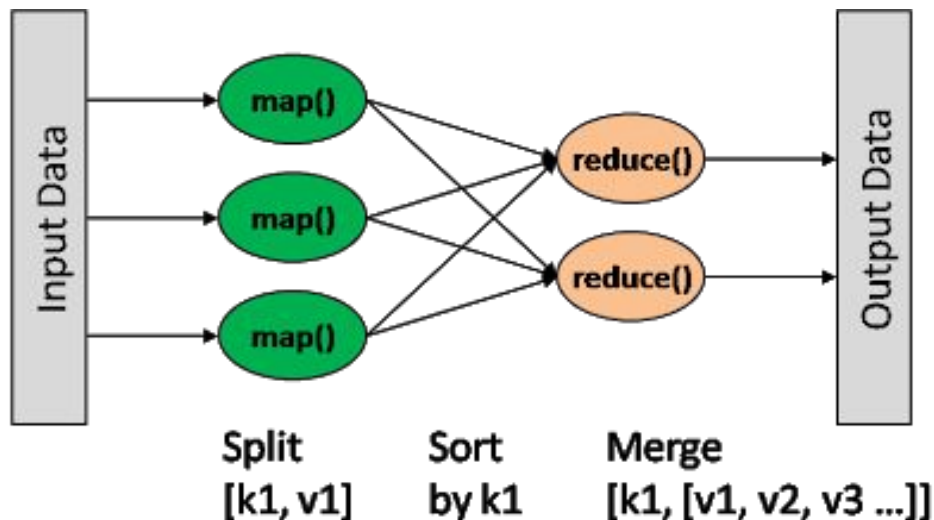 Input Data
map()
map()
map()
reduce()
reduce()
Output Data
Split
[k1, v1]
Sort
by k1
Merge
[k1, [v1, v2, v3 ...]]